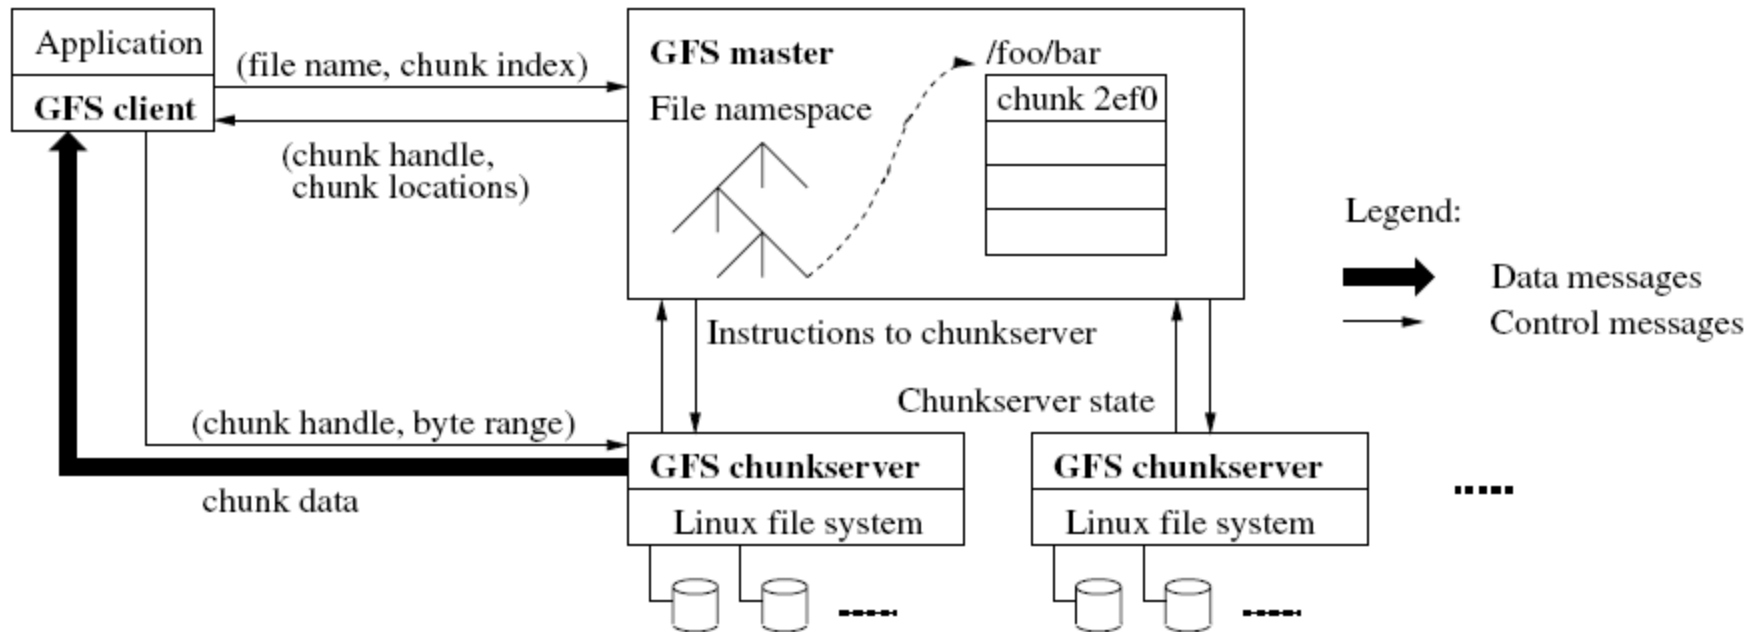 Application
GFS client
(file name, chunk index)
(chunk handle,
chunk locations)
GFS master
File namespace
/foo/bar
chunk 2ef0
Legend:
Data messages
Control messages
Instructions to chunkserver
Chunkserver state
(chunk handle, byte range)
chunk data
GFS chunkserver
Linux file system
GFS chunkserver
Linux file system